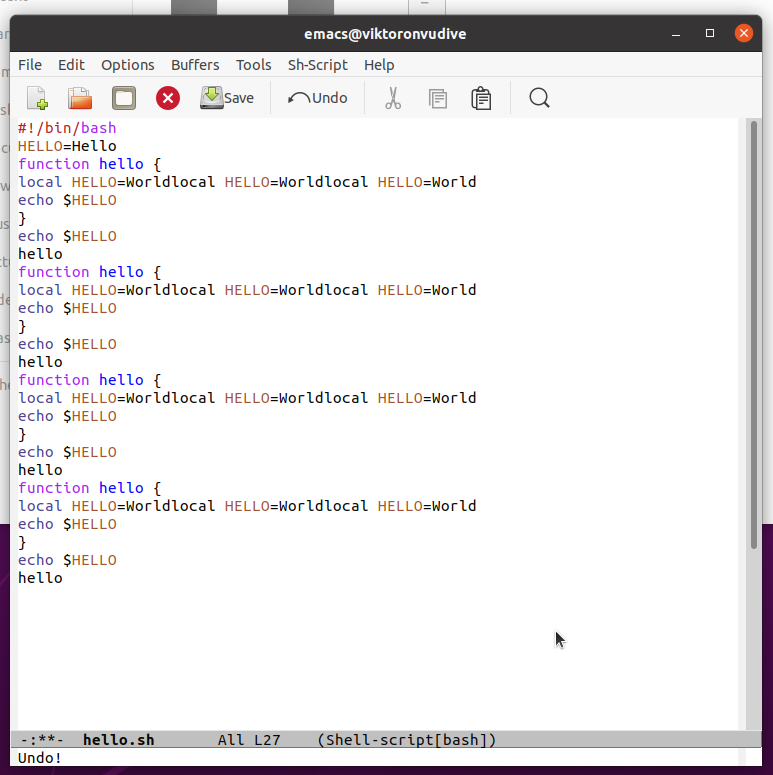 emacs@viktoronvudive
File Edit Options Buffers Tools Sh-Script Help
Save Undo
#!/bin/bash
HELLO=Hello
function hello {
local HELLO=Worldlocal HELLO=Worldlocal HELLO=World
echo $HELLO
}
echo $HELLO
hello
function hello {
local HELLO=Worldlocal HELLO=Worldlocal HELLO=World
echo $HELLO
}
echo $HELLO
hello
function hello {
local HELLO=Worldlocal HELLO=Worldlocal HELLO=World
echo $HELLO
}
echo $HELLO
hello
function hello {
local HELLO=Worldlocal HELLO=Worldlocal HELLO=World
echo $HELLO
}
echo $HELLO
hello
-:**- hello.sh All L27 (Shell-script[bash])
Undo!